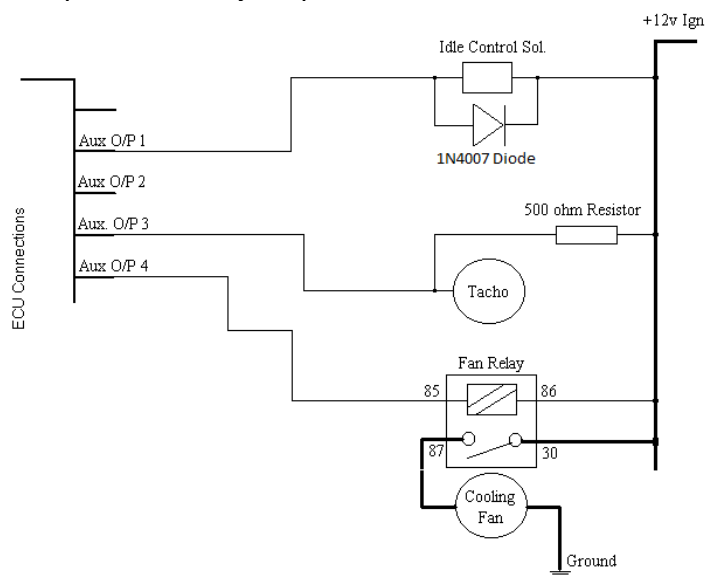 +12v Ign
Idle Control Sol.
1N4007 Diode
Aux O/P 1
Aux O/P 2
Aux. O/P 3
Aux O/P 4
ECU Connections
500 ohm Resistor
Tacho
Fan Relay
85
86
87
30
Cooling
Fan
Ground